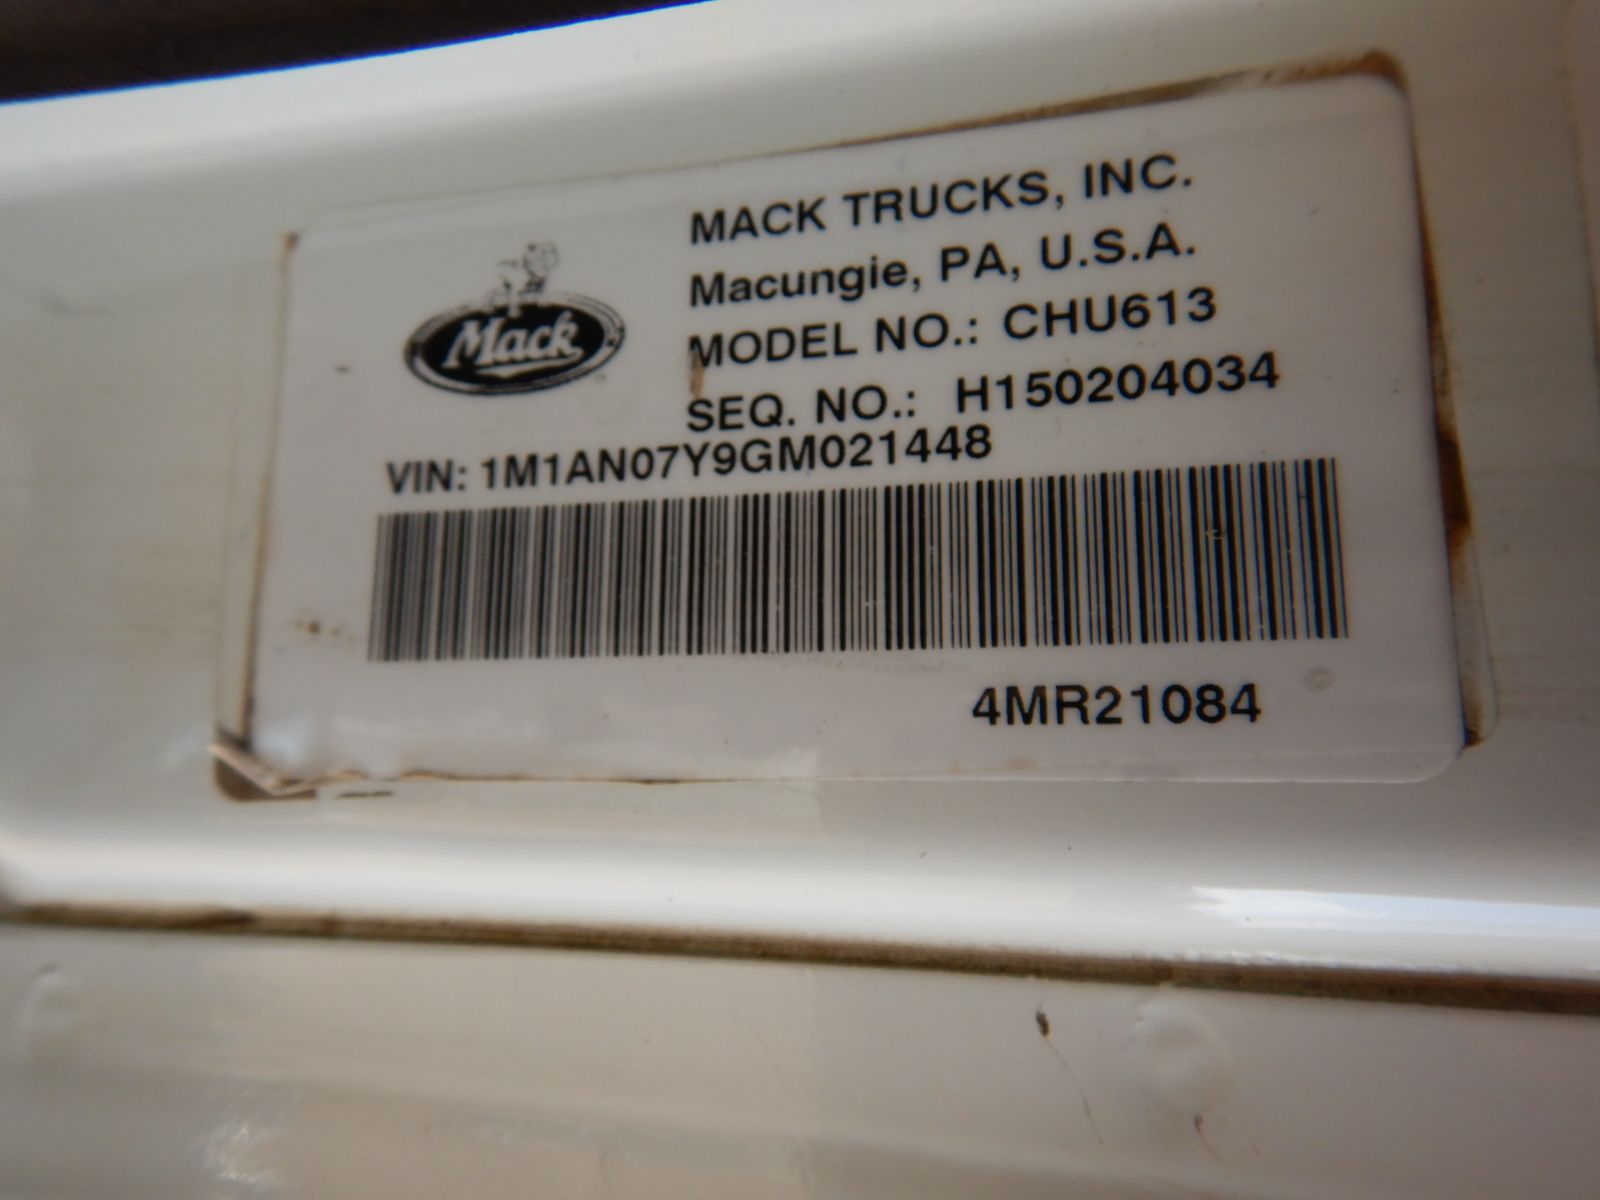 MACK TRUCKS, INC.
Macungie, PA, U.S.A.
Mack
MODEL NO.: CHU613
SEQ. NO.: H150204034
VIN: 1M1AN07Y9GM021448
4MR21084